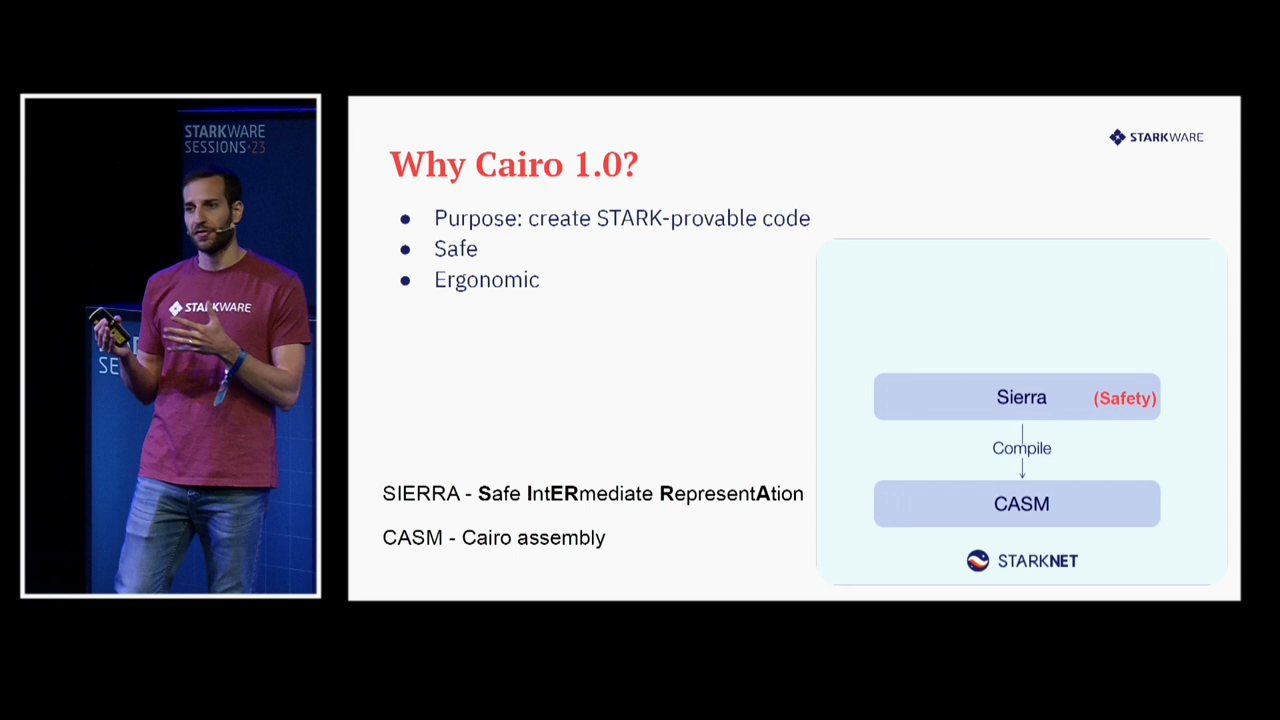 STARKWARE
SESSIONS'23
STARKWARE
SE
STARKWARE
Why Cairo 1.0?
● Purpose: create STARK-provable code
● Safe
● Ergonomic
Sierra (Safety)
Compile
CASM
STARKNET
SIERRA - Safe IntERmediate RepresentAtion
CASM - Cairo assembly